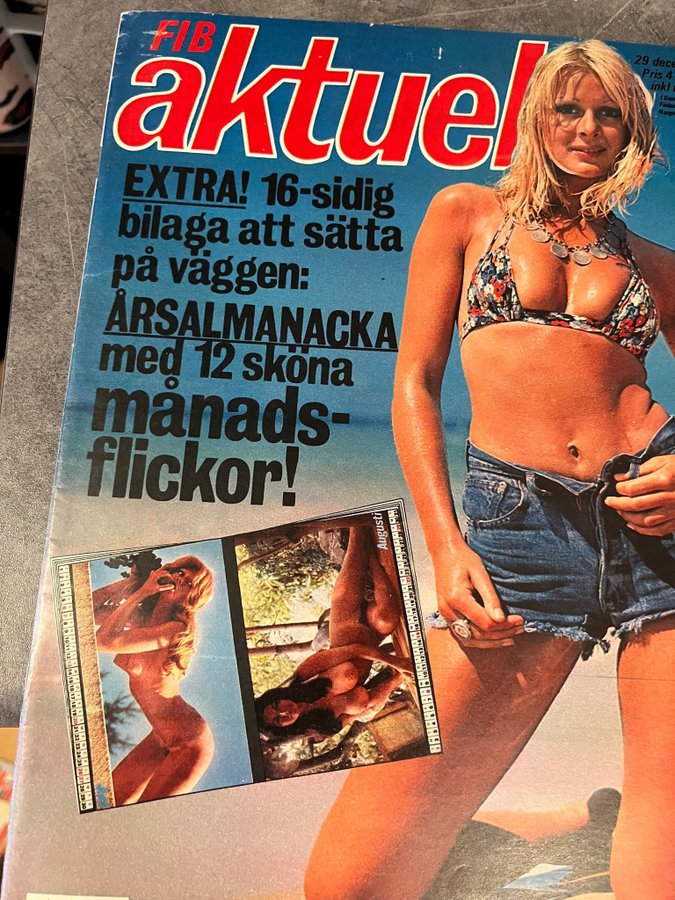 FIB
aktuel
29 dece
Pris 4
inkl
EXTRA! 16-sidig
bilaga att sätta
på väggen:
ÅRSALMANACKA
med 12 sköna
månads-
flickor!
Augusti